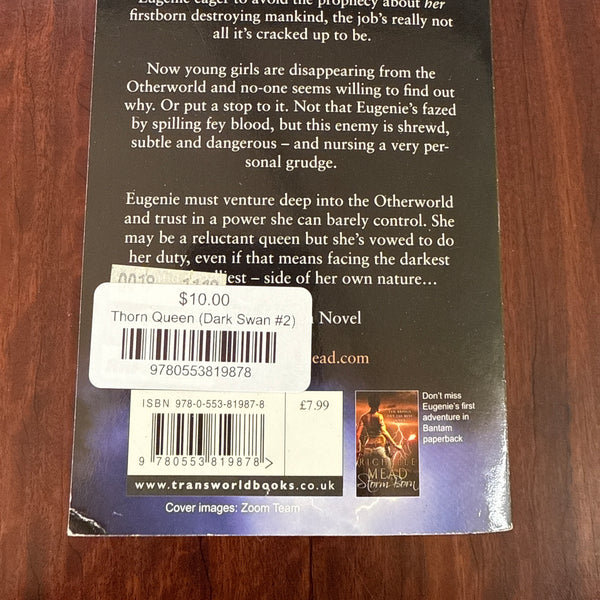 Eugenie eager to avoid the prophecy about her
firstborn destroying mankind, the job's really not
all it's cracked up to be.
Now young girls are disappearing from the
Otherworld and no-one seems willing to find out
why. Or put a stop to it. Not that Eugenie's fazed
by spilling fey blood, but this enemy is shrewd,
subtle and dangerous – and nursing a very per-
sonal grudge.
Eugenie must venture deep into the Otherworld
and trust in a power she can barely control. She
may be a reluctant queen but she's vowed to do
her duty, even if that means facing the darkest
– side of her own nature…
$10.00
Thorn Queen (Dark Swan #2)
9780553819878
Novel
ead.com
ISBN 978-0-553-81987-8
£7.99
9 780553 819878 >
www.transworldbooks.co.uk
Cover images: Zoom Team
Don't miss
Eugenie's first
adventure in
Bantam
paperback
RICHELLE
MEAD
Storm Born